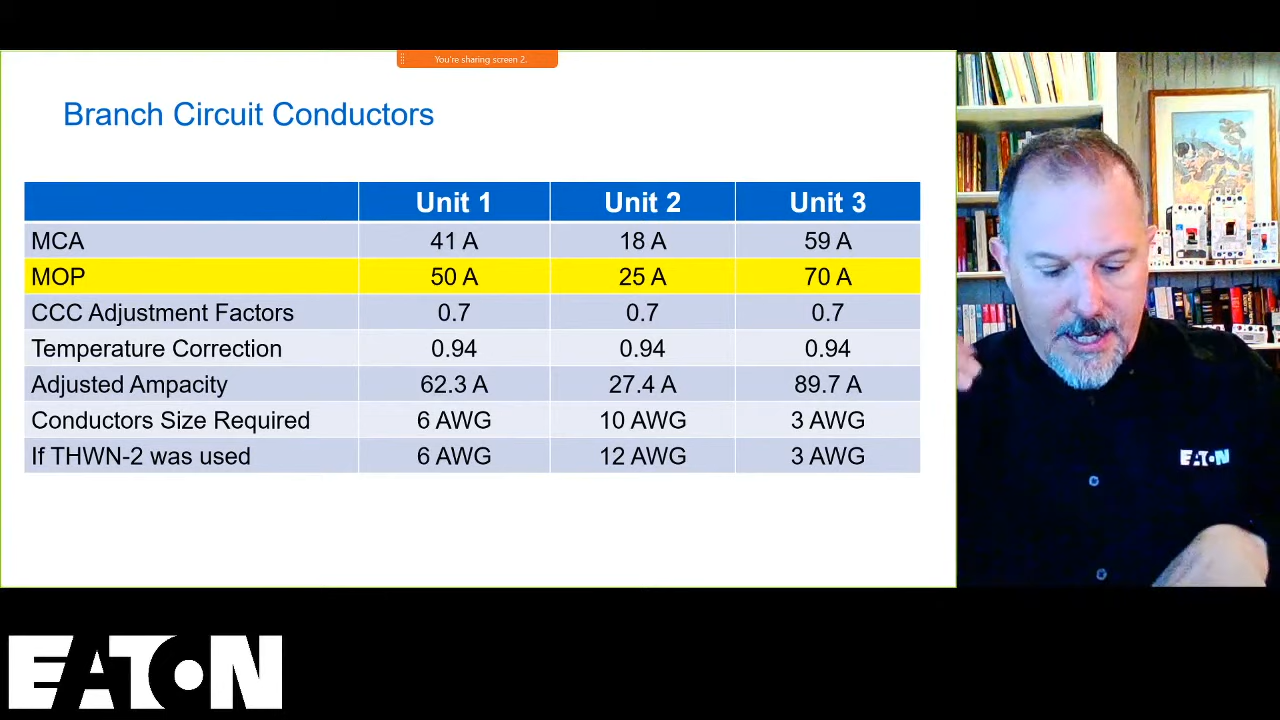 You're sharing screen 2.
Branch Circuit Conductors
Unit 1 Unit 2 Unit 3
MCA 41 A 18 A 59 A
MOP 50 A 25 A 70 A
CCC Adjustment Factors 0.7 0.7 0.7
Temperature Correction 0.94 0.94 0.94
Adjusted Ampacity 62.3 A 27.4 A 89.7 A
Conductors Size Required 6 AWG 10 AWG 3 AWG
If THWN-2 was used 6 AWG 12 AWG 3 AWG
EATON
EATON